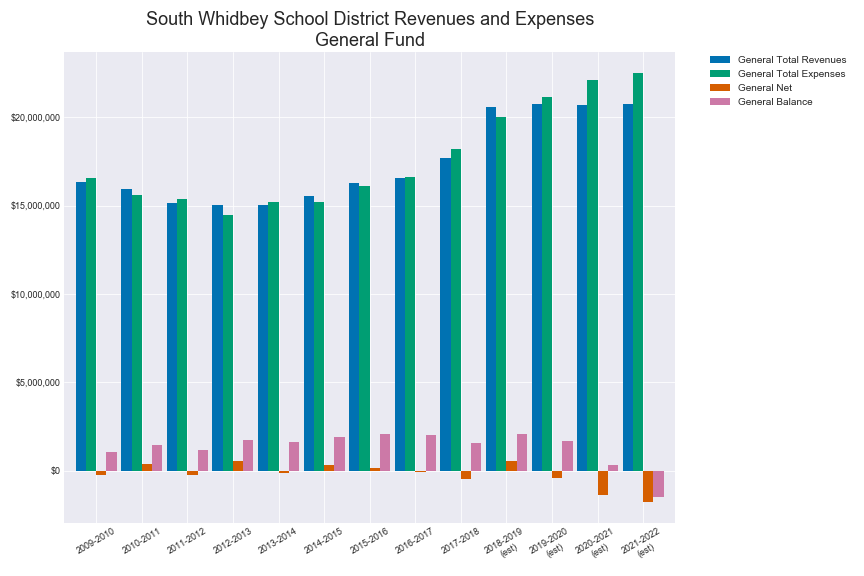 South Whidbey School District Revenues and Expenses
General Fund
General Total Revenues
General Total Expenses
General Net
General Balance
$20,000,000
$15,000,000
$10,000,000
$5,000,000
$0
2009-2010
2010-2011
2011-2012
2012-2013
2013-2014
2014-2015
2015-2016
2016-2017
2017-2018
2018-2019
(est)
2019-2020
(est)
2020-2021
(est)
2021-2022
(est)